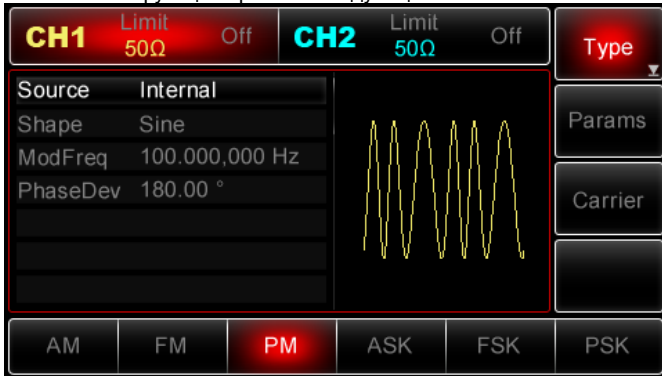 CH1 Limit 50Ω Off CH2 Limit 50Ω Off Type
Source Internal
Shape Sine
ModFreq 100.000,000 Hz
PhaseDev 180.00 °
Params
Carrier
AM FM PM ASK FSK PSK